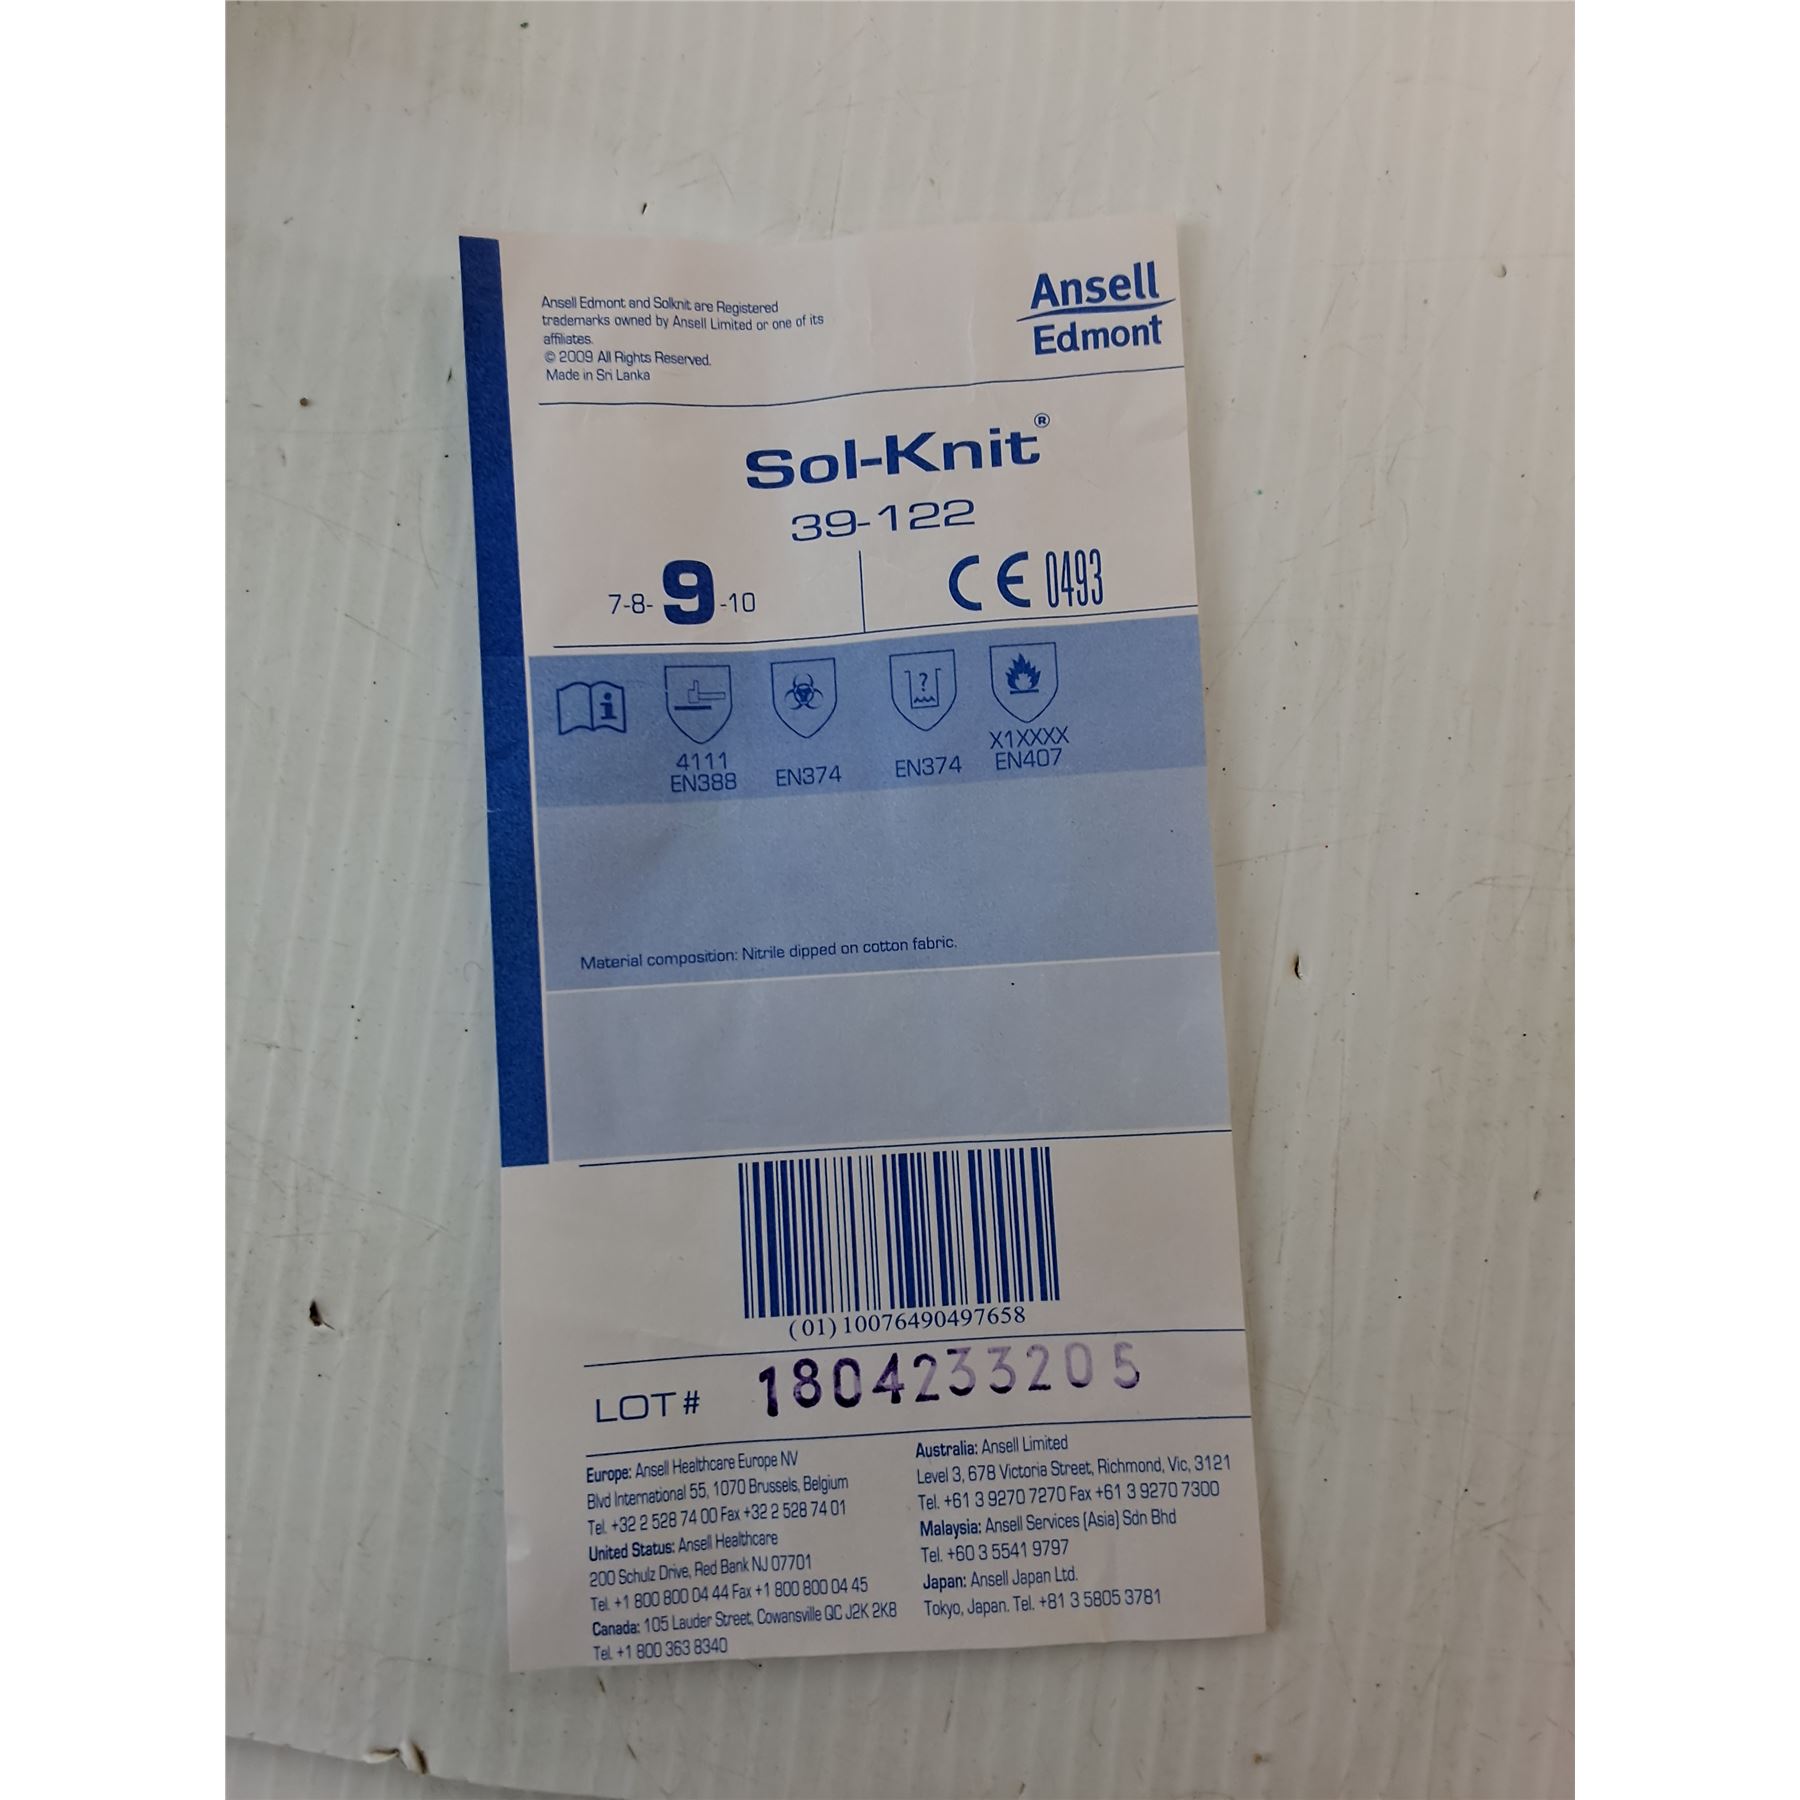 Ansell Edmont and Solknit are Registered
trademarks owned by Ansell Limited or one of its
affiliates.
© 2009 All Rights Reserved.
Made in Sri Lanka
Ansell
Edmont
Sol-Knit®
39-122
7-8-9-10
CE 0493
i
?
4111
EN388
EN374
EN374
X1XXXX
EN407
Material composition: Nitrile dipped on cotton fabric.
(01)10076490497658
LOT# 1804233205
Europe: Ansell Healthcare Europe NV
Blvd International 55, 1070 Brussels, Belgium
Tel. +32 2 528 74 00 Fax +32 2 528 74 01
United Status: Ansell Healthcare
200 Schulz Drive, Red Bank NJ 07701
Tel. +1 800 800 04 44 Fax +1 800 800 04 45
Canada: 105 Lauder Street, Cowansville QC J2K 2K8
Tel. +1 800 363 8340
Australia: Ansell Limited
Level 3, 678 Victoria Street, Richmond, Vic, 3121
Tel. +61 3 9270 7270 Fax +61 3 9270 7300
Malaysia: Ansell Services (Asia) Sdn Bhd
Tel. +60 3 5541 9797
Japan: Ansell Japan Ltd.
Tokyo, Japan. Tel. +81 3 5805 3781